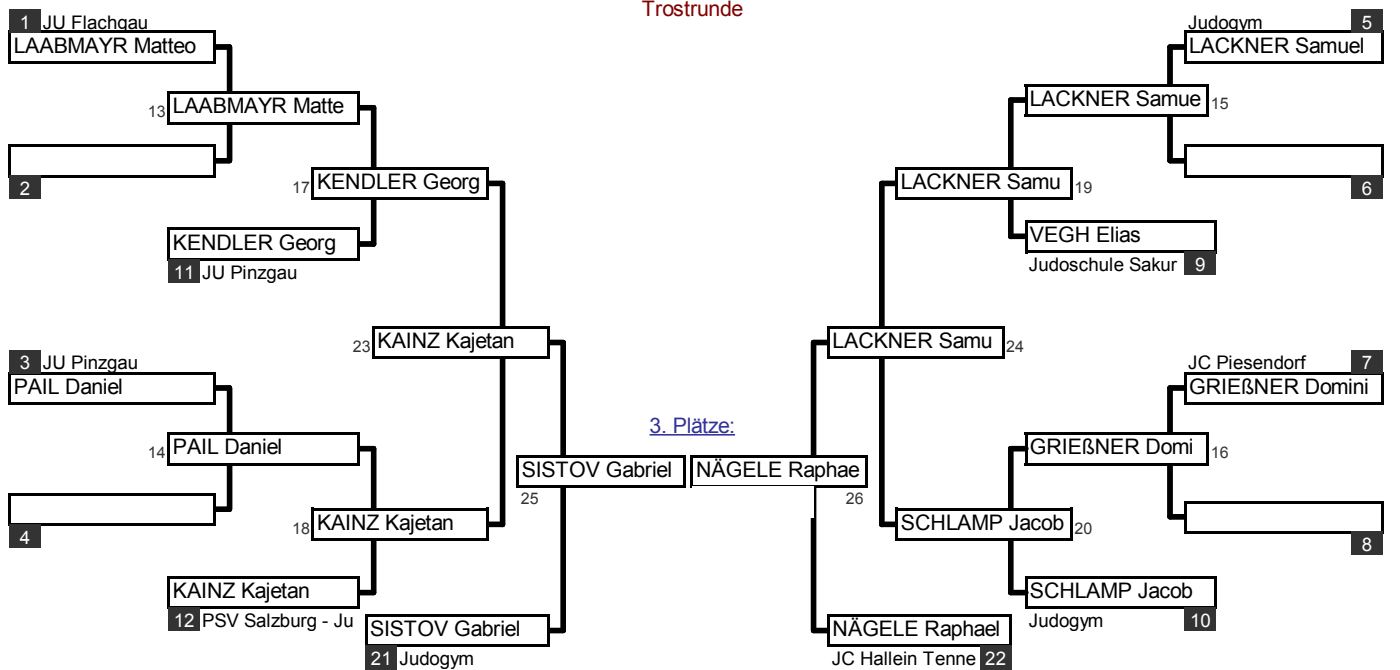 Trostrunde
1 JU Flachgau
LAABMAYR Matteo
13 LAABMAYR Matte
2
17 KENDLER Georg
KENDLER Georg
11 JU Pinzgau
23 KAINZ Kajetan
3 JU Pinzgau
PAIL Daniel
14 PAIL Daniel
4
18 KAINZ Kajetan
KAINZ Kajetan
12 PSV Salzburg - Ju
SISTOV Gabriel
25
SISTOV Gabriel
21 Judogym
3. Plätze:
Judogym 5
LACKNER Samuel
LACKNER Samue 15
6
LACKNER Samu 19
VEGH Elias
Judoschule Sakur 9
LACKNER Samu 24
JC Piesendorf 7
GRIEßNER Domini
GRIEßNER Domi 16
8
NÄGELE Raphae
26
SCHLAMP Jacob 20
SCHLAMP Jacob
Judogym 10
NÄGELE Raphael
JC Hallein Tenne 22